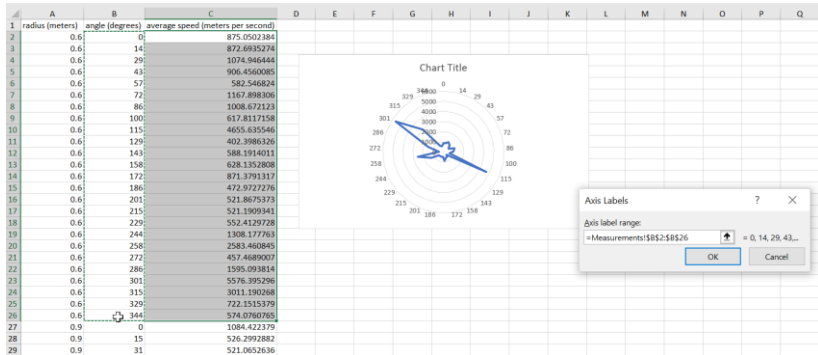 A B C D E F G H I J K L M N O P Q
1 radius (meters) angle (degrees) average speed (meters per second)
2 0.6 0 875.0502384
3 0.6 14 872.6935274
4 0.6 29 1074.946444
5 0.6 43 906.4560085
6 0.6 57 582.546824
7 0.6 72 1167.898306
8 0.6 86 1008.672123
9 0.6 100 617.8117158
10 0.6 115 4655.635546
11 0.6 129 402.3986326
12 0.6 143 588.1914011
13 0.6 158 628.1352808
14 0.6 172 871.3791317
15 0.6 186 472.9727276
16 0.6 201 521.8675373
17 0.6 215 521.1909341
18 0.6 229 552.4129728
19 0.6 244 1308.177763
20 0.6 258 2583.460845
21 0.6 272 457.4689007
22 0.6 286 1595.093814
23 0.6 301 5576.395296
24 0.6 315 3011.190268
25 0.6 329 722.1515379
26 0.6 344 574.0760765
27 0.9 0 1084.422379
28 0.9 15 526.2992882
29 0.9 31 521.0652636
Chart Title
0
329 344 6000 14 29
315 5000 43
4000
301 3000 57
286 2000 72
1000
272 86
258 100
244 115
229 129
215 143
201 186 172 158
Axis Labels ? ×
Axis label range:
=Measurements!$B$2:$B$26 = 0, 14, 29, 43,...
OK Cancel